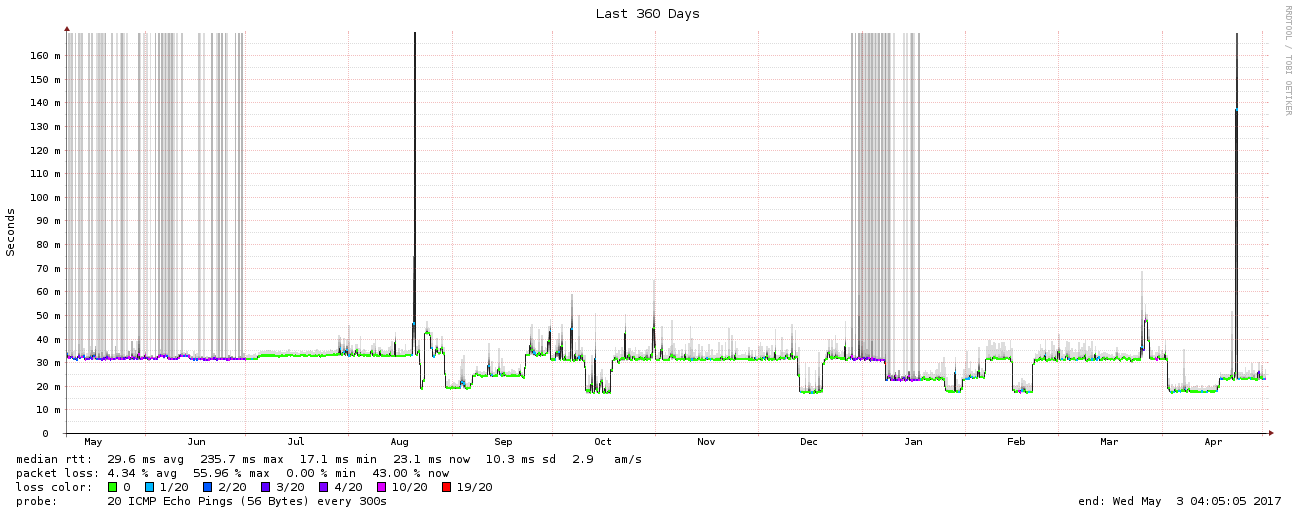 Last 360 Days
RRDTOOL / TOBI OETIKER
Seconds
160 m
150 m
140 m
130 m
120 m
110 m
100 m
90 m
80 m
70 m
60 m
50 m
40 m
30 m
20 m
10 m
0
May Jun Jul Aug Sep Oct Nov Dec Jan Feb Mar Apr
median rtt: 29.6 ms avg 235.7 ms max 17.1 ms min 23.1 ms now 10.3 ms sd 2.9 am/s
packet loss: 4.34 % avg 55.96 % max 0.00 % min 43.00 % now
loss color: 0 1/20 2/20 3/20 4/20 10/20 19/20
probe: 20 ICMP Echo Pings (56 Bytes) every 300s end: Wed May 3 04:05:05 2017